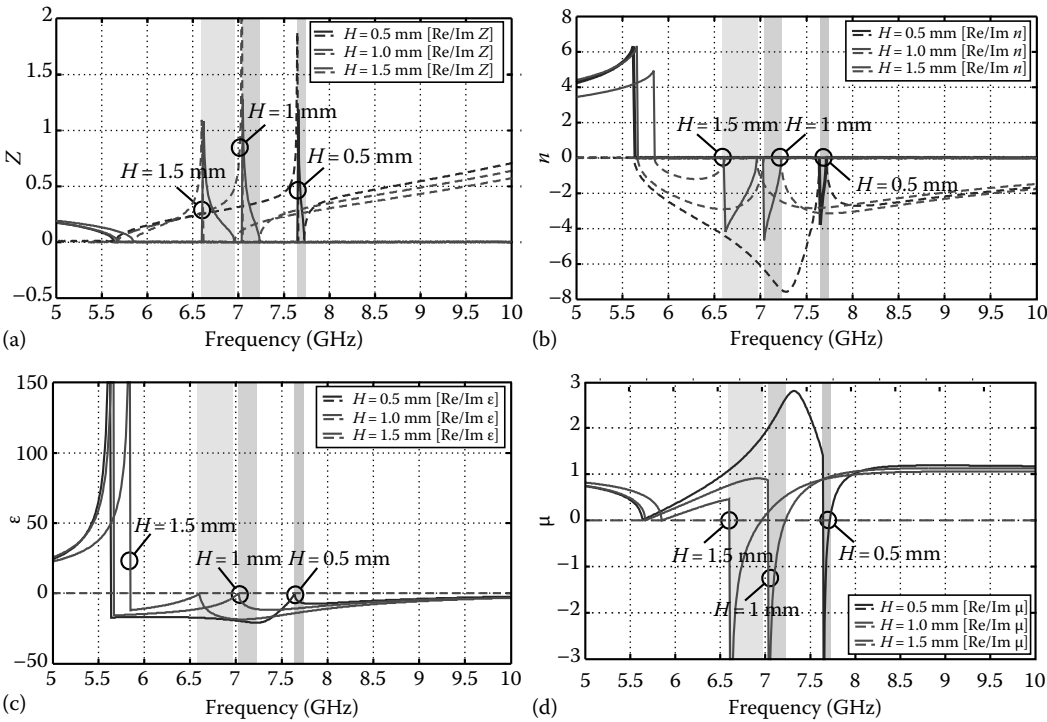 2
1.5
1
0.5
0
−0.5
Z
H = 0.5 mm [Re/Im Z]
H = 1.0 mm [Re/Im Z]
H = 1.5 mm [Re/Im Z]
H = 1 mm
H = 1.5 mm
H = 0.5 mm
5 5.5 6 6.5 7 7.5 8 8.5 9 9.5 10
Frequency (GHz)
(a)
8
6
4
2
0
−2
−4
−6
−8
n
H = 0.5 mm [Re/Im n]
H = 1.0 mm [Re/Im n]
H = 1.5 mm [Re/Im n]
H = 1.5 mm
H = 1 mm
H = 0.5 mm
5 5.5 6 6.5 7 7.5 8 8.5 9 9.5 10
Frequency (GHz)
(b)
150
100
50
0
−50
ε
H = 0.5 mm [Re/Im ε]
H = 1.0 mm [Re/Im ε]
H = 1.5 mm [Re/Im ε]
H = 1.5 mm
H = 1 mm
H = 0.5 mm
5 5.5 6 6.5 7 7.5 8 8.5 9 9.5 10
Frequency (GHz)
(c)
3
2
1
0
−1
−2
−3
μ
H = 1.5 mm
H = 0.5 mm
H = 1 mm
H = 0.5 mm [Re/Im μ]
H = 1.0 mm [Re/Im μ]
H = 1.5 mm [Re/Im μ]
5 5.5 6 6.5 7 7.5 8 8.5 9 9.5 10
Frequency (GHz)
(d)